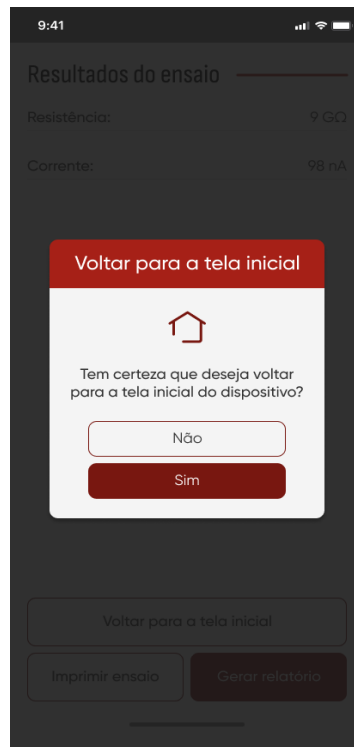 9:41
Resultados do ensaio
Resistência: 9 GΩ
Corrente: 98 nA
Voltar para a tela inicial
Tem certeza que deseja voltar
para a tela inicial do dispositivo?
Não
Sim
Voltar para a tela inicial
Imprimir ensaio Gerar relatório